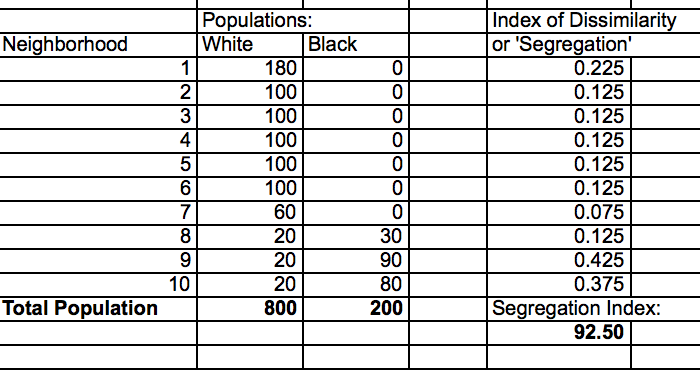 Populations: Index of Dissimilarity
Neighborhood White Black or 'Segregation'
1 180 0 0.225
2 100 0 0.125
3 100 0 0.125
4 100 0 0.125
5 100 0 0.125
6 100 0 0.125
7 60 0 0.075
8 20 30 0.125
9 20 90 0.425
10 20 80 0.375
Total Population 800 200 Segregation Index:
92.50